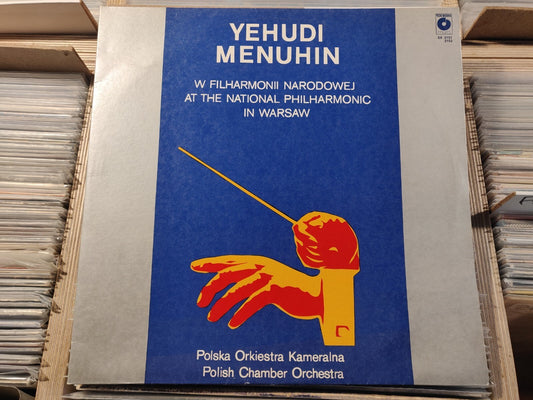 YEHUDI
MENUHIN
W FILHARMONII NARODOWEJ
AT THE NATIONAL PHILHARMONIC
IN WARSAW
Polska Orkiestra Kameralna
Polish Chamber Orchestra